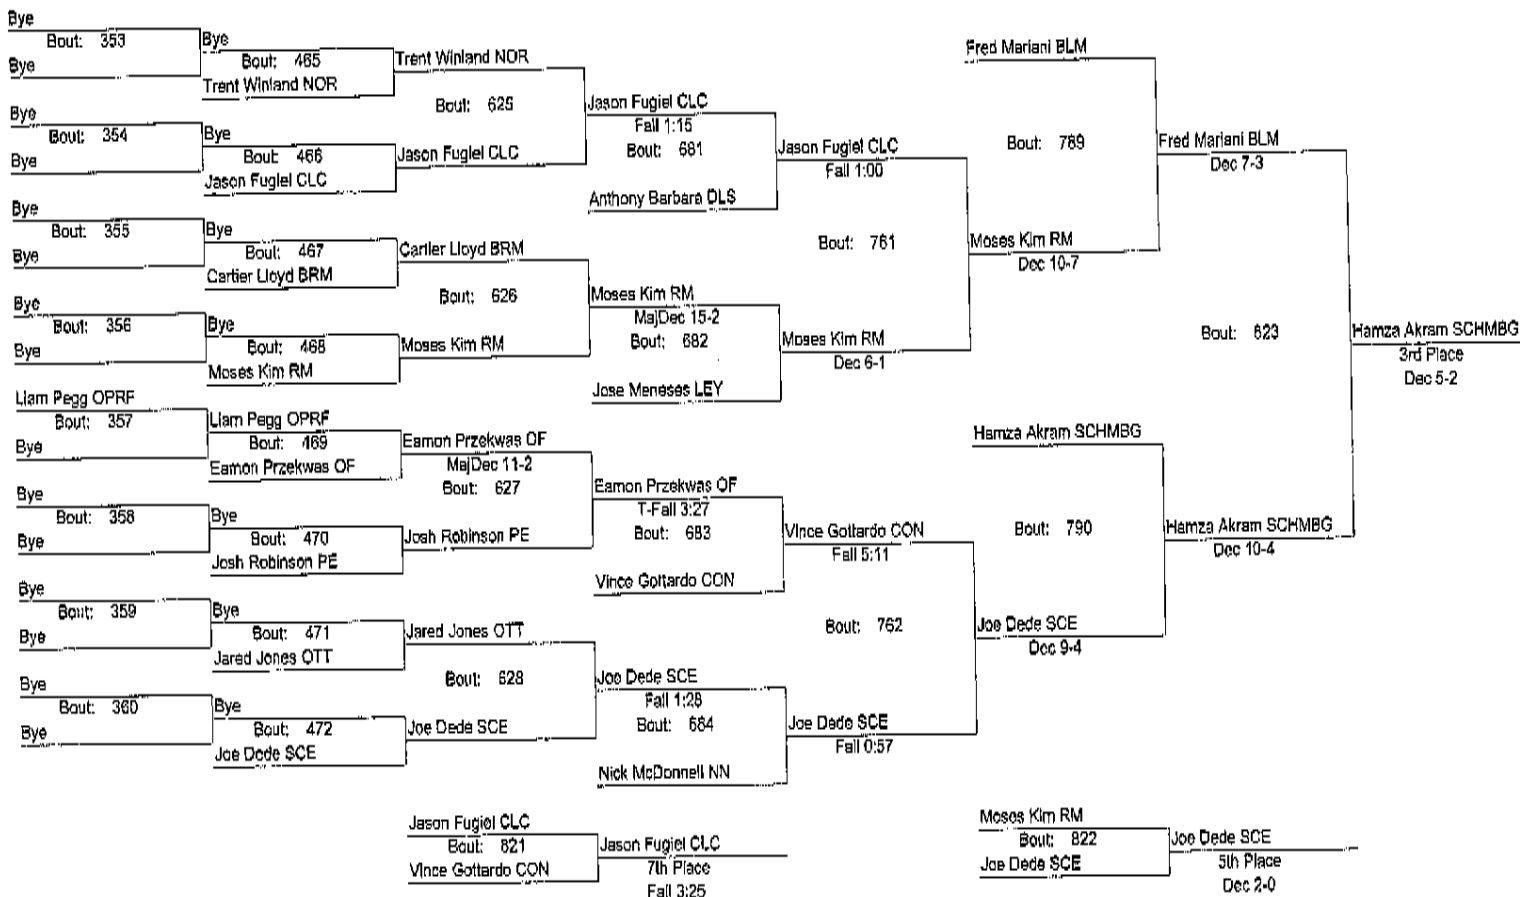 Bye
Bout: 353
Bye
Bye
Bout: 465
Trent Winland NOR
Trent Winland NOR
Bout: 625
Bye
Bout: 354
Bye
Bye
Bout: 466
Jason Fugiel CLC
Jason Fugiel CLC
Jason Fugiel CLC
Fall 1:15
Bout: 681
Anthony Barbara DLS
Jason Fugiel CLC
Fall 1:00
Bout: 761
Bye
Bout: 355
Bye
Bye
Bout: 467
Cartier Lloyd BRM
Cartier Lloyd BRM
Bout: 626
Bye
Bout: 356
Bye
Bye
Bout: 468
Moses Kim RM
Moses Kim RM
Moses Kim RM
MajDec 15-2
Bout: 682
Jose Meneses LEY
Moses Kim RM
Dec 6-1
Fred Mariani BLM
Bout: 789
Moses Kim RM
Dec 10-7
Fred Mariani BLM
Dec 7-3
Bout: 823
Hamza Akram SCHMBG
3rd Place
Dec 5-2
Liam Pegg OPRF
Bout: 357
Bye
Liam Pegg OPRF
Bout: 469
Eamon Przekwas OF
Eamon Przekwas OF
MajDec 11-2
Bout: 627
Bye
Bout: 358
Bye
Bye
Bout: 470
Josh Robinson PE
Josh Robinson PE
Eamon Przekwas OF
T-Fall 3:27
Bout: 683
Vince Gottardo CON
Vince Gottardo CON
Fall 5:11
Bout: 762
Bye
Bout: 359
Bye
Bye
Bout: 471
Jared Jones OTT
Jared Jones OTT
Bout: 628
Bye
Bout: 360
Bye
Bye
Bout: 472
Joe Dede SCE
Joe Dede SCE
Joe Dede SCE
Fall 1:28
Bout: 684
Nick McDonnell NN
Joe Dede SCE
Fall 0:57
Hamza Akram SCHMBG
Bout: 790
Joe Dede SCE
Dec 9-4
Hamza Akram SCHMBG
Dec 10-4
Jason Fugiel CLC
Bout: 821
Vince Gottardo CON
Jason Fugiel CLC
7th Place
Fall 3:25
Moses Kim RM
Bout: 822
Joe Dede SCE
Joe Dede SCE
5th Place
Dec 2-0